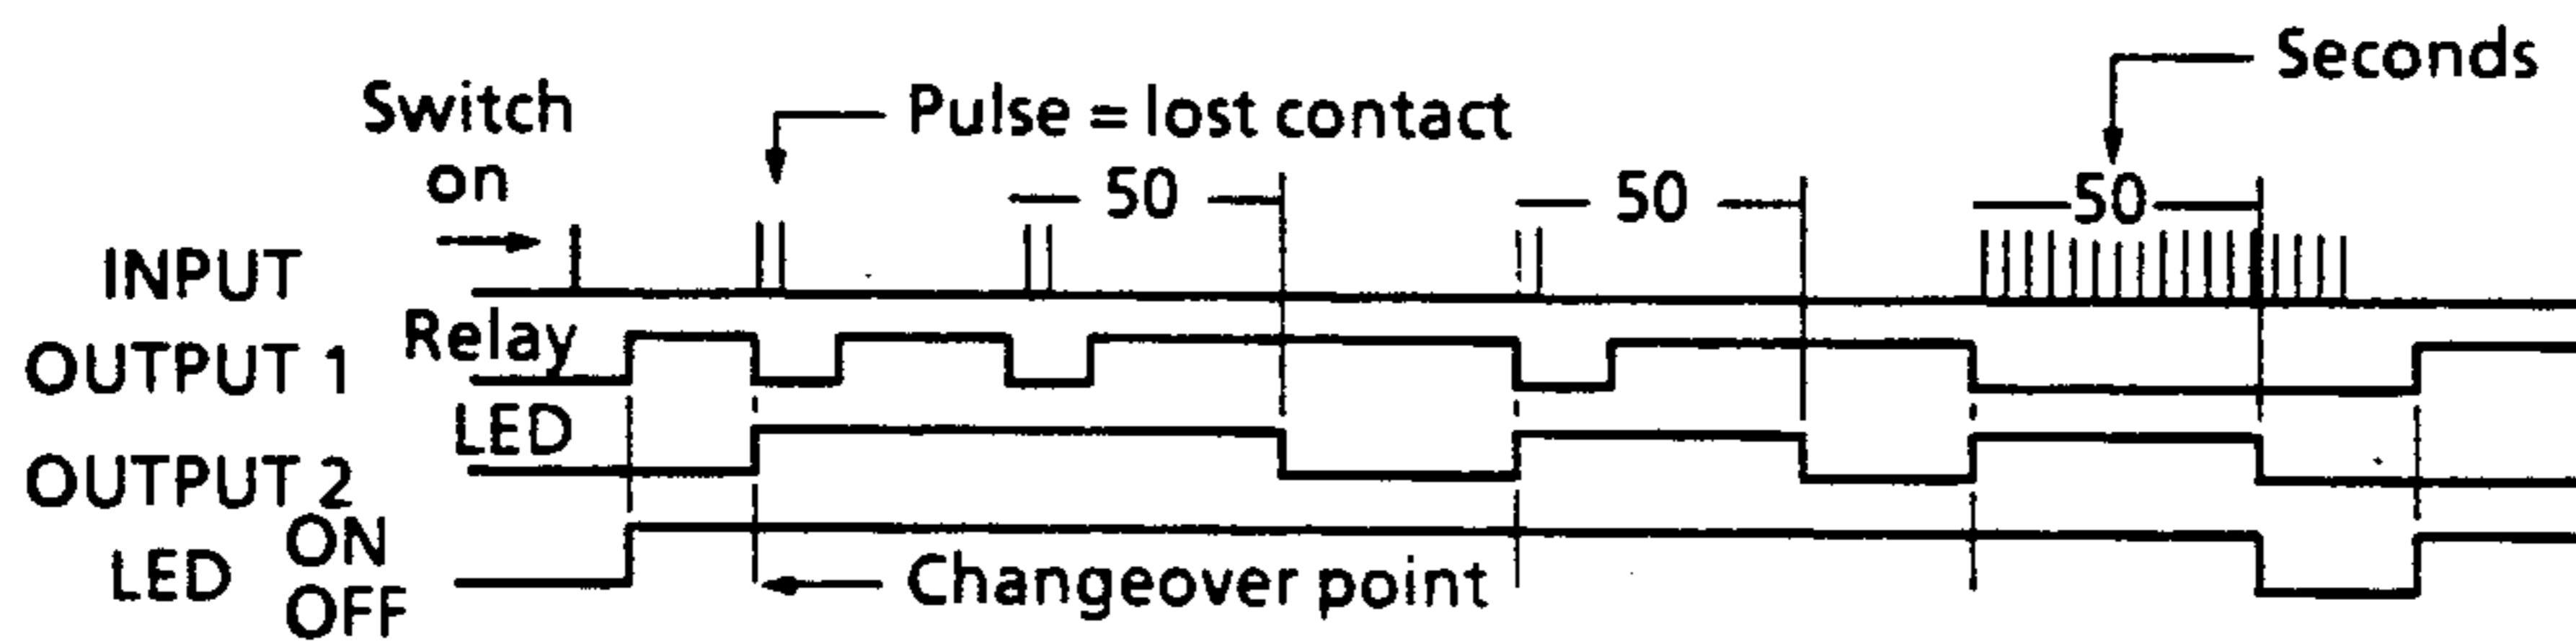 Seconds
Switch
on
Pulse = lost contact
50
50
50
INPUT
Relay
OUTPUT 1
LED
OUTPUT 2
ON
LED
OFF
Changeover point